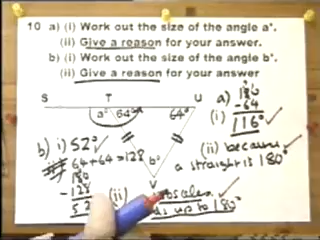 10 a) (i) Work out the size of the angle a°.
(ii) Give a reason for your answer.
b) (i) Work out the size of the angle b°.
(ii) Give a reason for your answer
S T U
a° 64° 64°
b°
V
a) 180
-64
(i) 116°
(ii) because
a straight is 180°
b) i) 52°
64+64=128
180
-128
52
(ii)
up to 180°